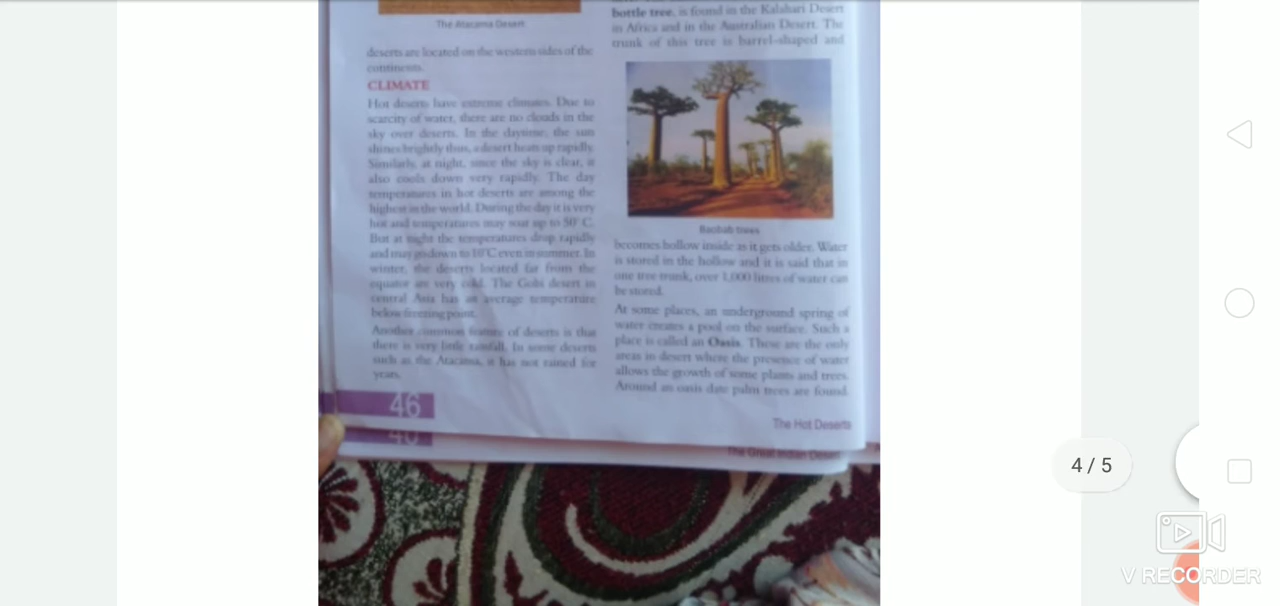 The Atacama Desert
deserts are located on the western sides of the
continents.
CLIMATE
Hot deserts have extreme climates. Due to
scarcity of water, there are no clouds in the
sky over deserts. In the daytime, the sun
shines brightly thus, a desert heats up rapidly.
Similarly, at night, since the sky is clear, it
also cools down very rapidly. The day
temperatures in hot deserts are among the
highest in the world. During the day it is very
hot and temperatures may soar up to 50° C.
But at night the temperatures drop rapidly
and may go down to 10°C even in summer. In
winter, the deserts located far from the
equator are very cold. The Gobi desert in
central Asia has an average temperature
below freezing point.
Another common feature of deserts is that
there is very little rainfall. In some deserts
such as the Atacama, it has not rained for
years.
46
bottle tree, is found in the Kalahari Desert
in Africa and in the Australian Desert. The
trunk of this tree is barrel-shaped and
Baobab trees
becomes hollow inside as it gets older. Water
is stored in the hollow and it is said that in
one tree trunk, over 1,000 litres of water can
be stored.
At some places, an underground spring of
water creates a pool on the surface. Such a
place is called an Oasis. These are the only
areas in desert where the presence of water
allows the growth of some plants and trees.
Around an oasis date palm trees are found.
The Hot Deserts
40
The Great Indian Desert
4 / 5
V RECORDER